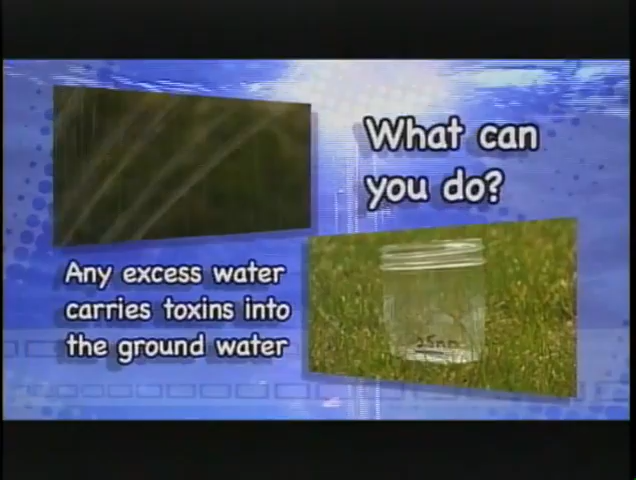 What can
you do?
Any excess water
carries toxins into
the ground water